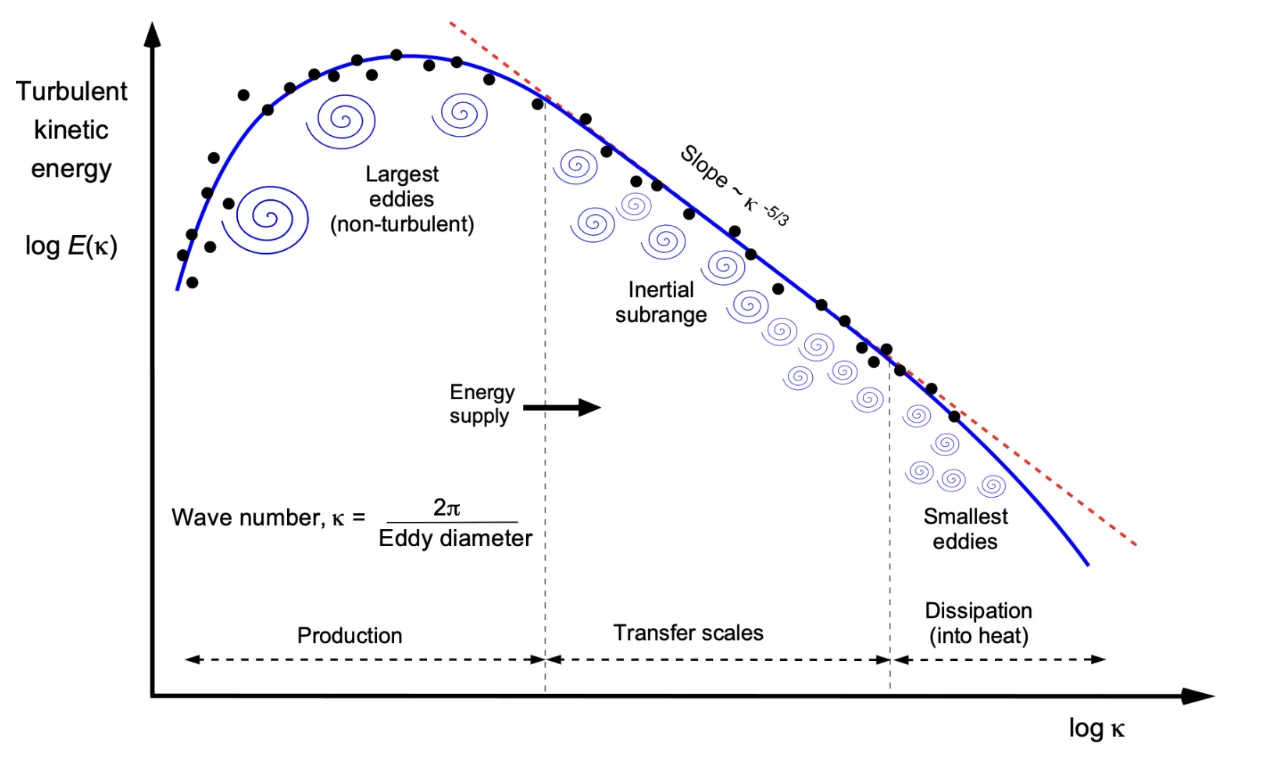 Turbulent
kinetic
energy
log E(κ)
Largest
eddies
(non-turbulent)
Slope ~ κ -5/3
Inertial
subrange
Energy
supply
Wave number, κ = 2π
Eddy diameter
Smallest
eddies
Production
Transfer scales
Dissipation
(into heat)
log κ